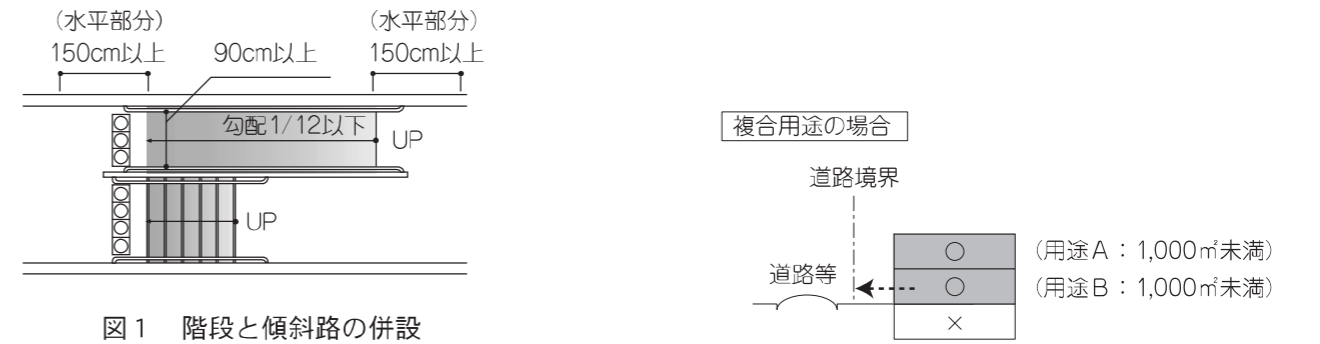 (水平部分)
150cm以上
90cm以上
(水平部分)
150cm以上
勾配1/12以下
UP
UP
図1 階段と傾斜路の併設
複合用途の場合
道路境界
道路等
○ (用途A:1,000㎡未満)
○ (用途B:1,000㎡未満)
×